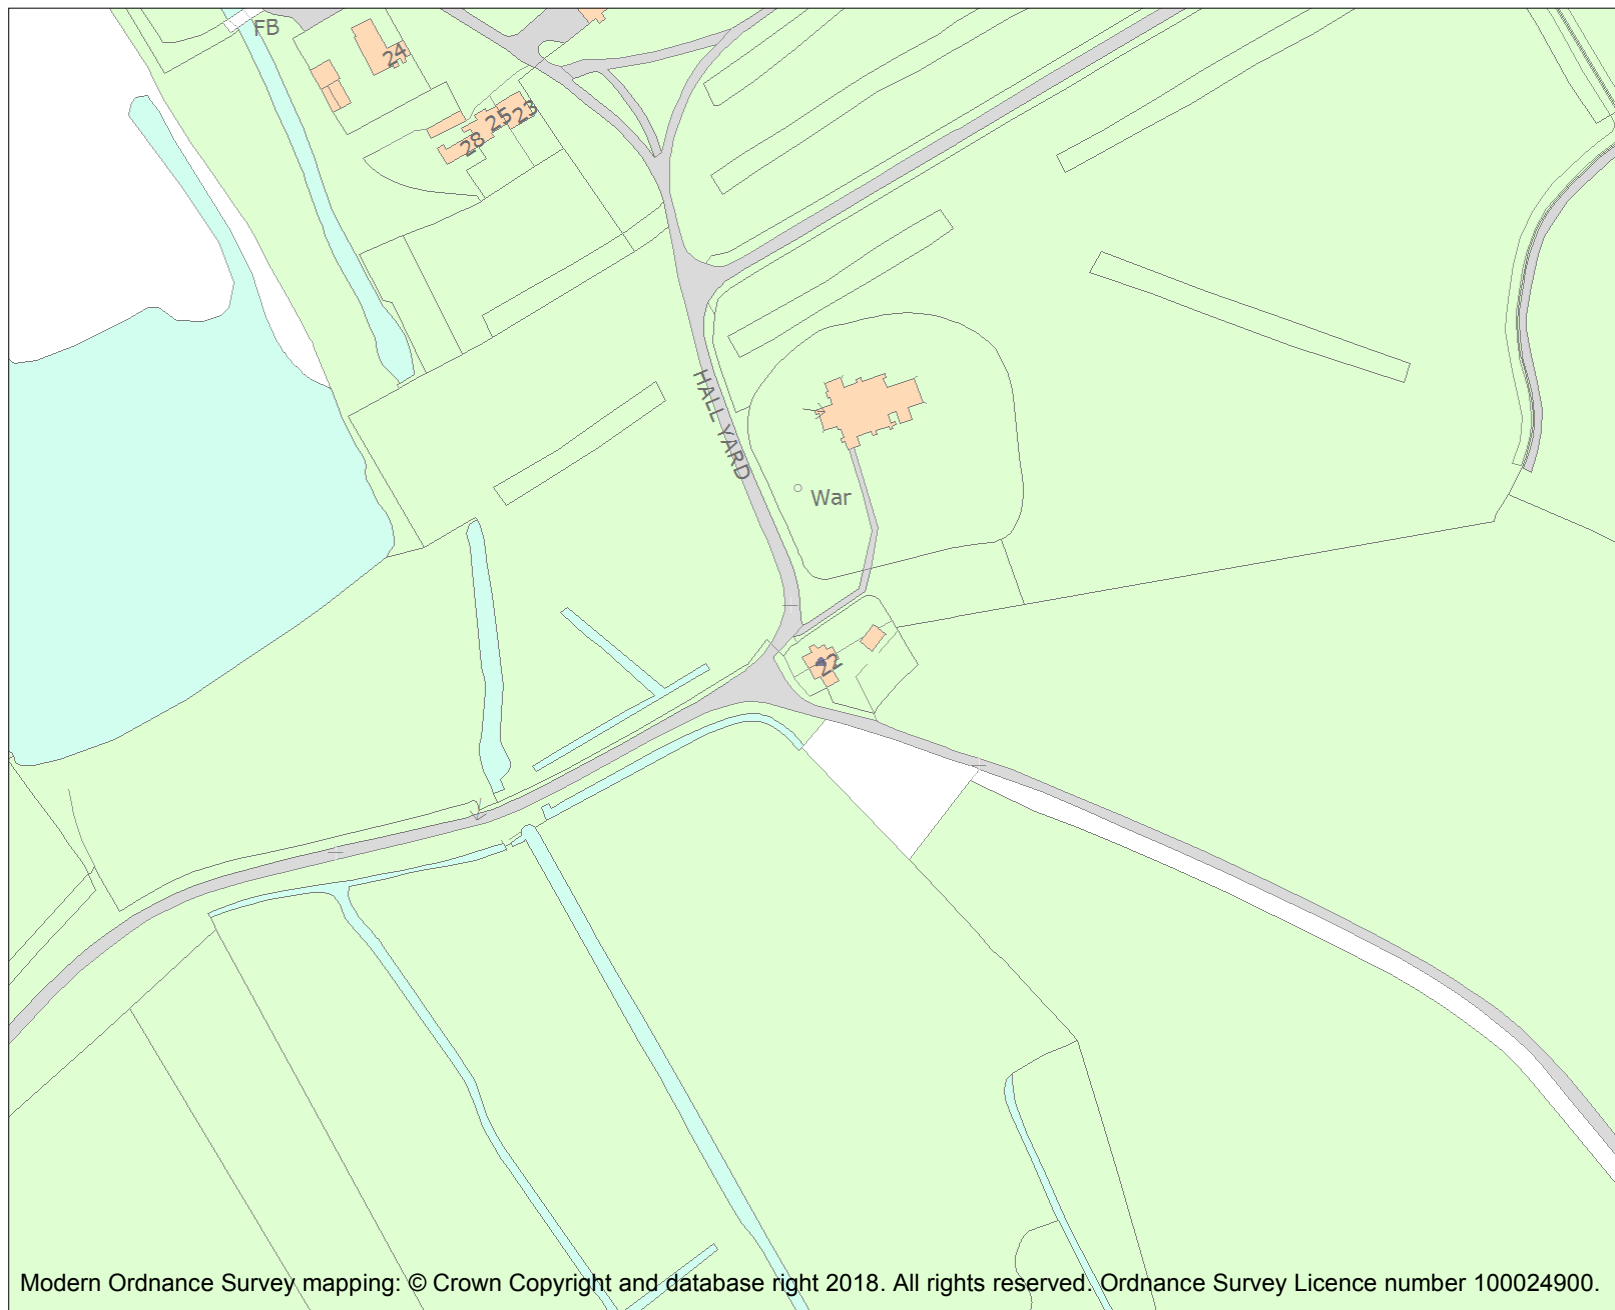 FB
24
23
25
28
HALL YARD
War
22
Modern Ordnance Survey mapping: © Crown Copyright and database right 2018. All rights reserved. Ordnance Survey Licence number 100024900.